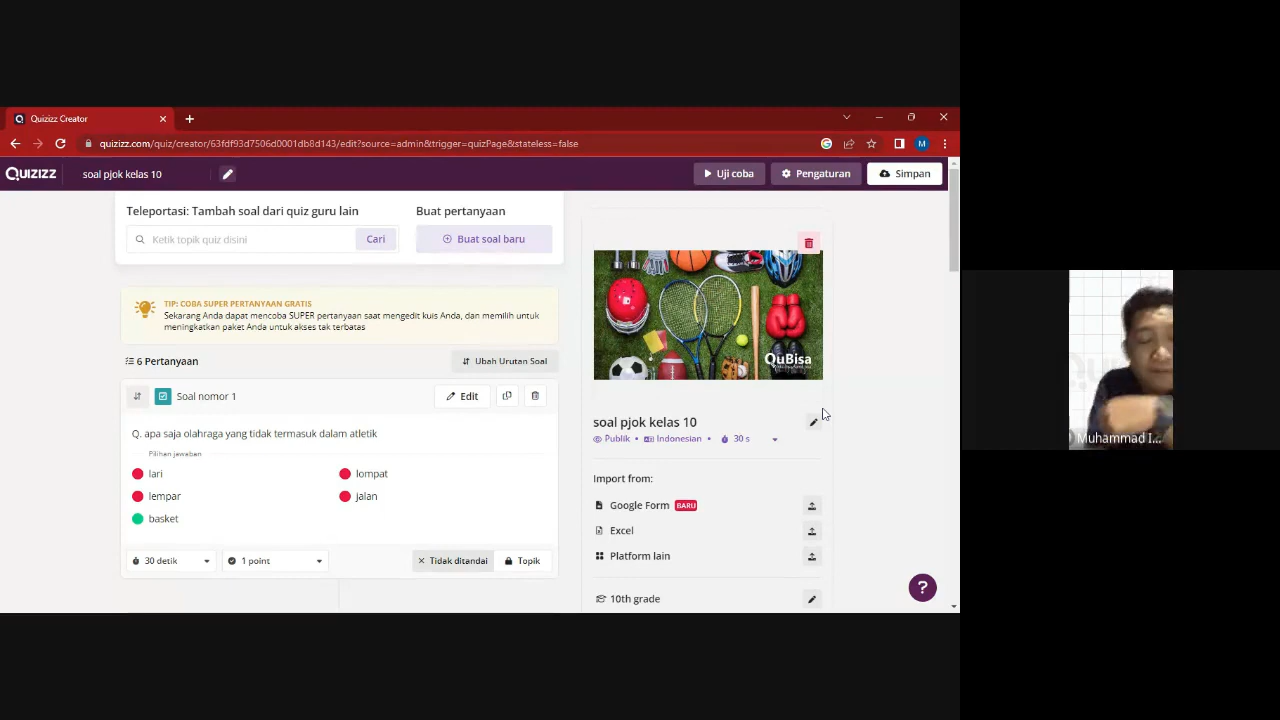 Quizizz Creator
quizizz.com/quiz/creator/63fdf93d7506d0001db8d143/edit?source=admin&trigger=quizPage&stateless=false
M
QUIZIZZ
soal pjok kelas 10
Uji coba
Pengaturan
Simpan
Teleportasi: Tambah soal dari quiz guru lain
Buat pertanyaan
Ketik topik quiz disini
Cari
Buat soal baru
TIP: COBA SUPER PERTANYAAN GRATIS
Sekarang Anda dapat mencoba SUPER pertanyaan saat mengedit kuis Anda, dan memilih untuk
meningkatkan paket Anda untuk akses tak terbatas
6 Pertanyaan
Ubah Urutan Soal
Soal nomor 1
Edit
Q. apa saja olahraga yang tidak termasuk dalam atletik
Pilihan jawaban
lari
lompat
lempar
jalan
basket
30 detik
1 point
Tidak ditandai
Topik
QuBisa
soal pjok kelas 10
Publik • Indonesian • 30 s
Import from:
Google Form BARU
Excel
Platform lain
10th grade
?
Muhammad I...